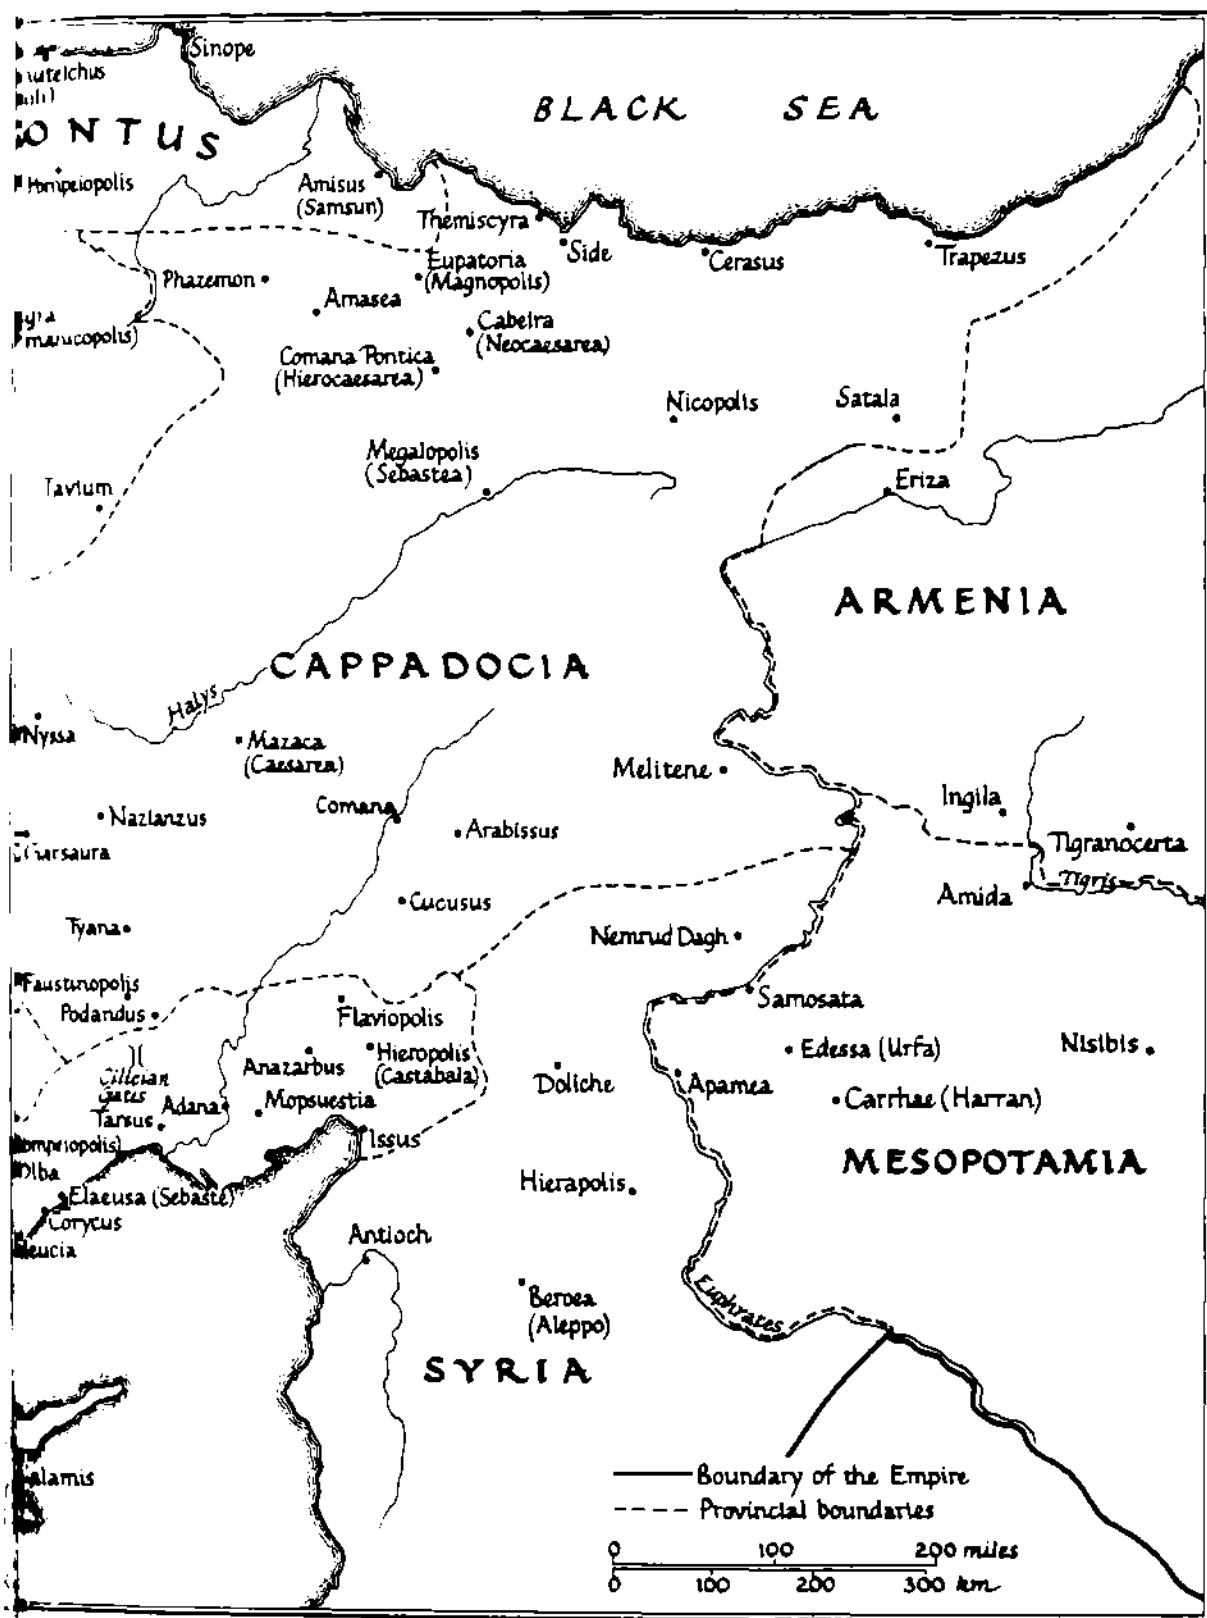 Sinope
BLACK SEA
ONTUS
Pompeiopolis
Amisus
(Samsun)
Themiscyra
Side
Cerasus
Trapezus
Phazemon
Eupatoria
(Magnopolis)
Amasea
Cabeira
(Neocaesarea)
Comana Pontica
(Hierocaesarea)
Nicopolis
Satala
Megalopolis
(Sebastea)
Tavium
Eriza
ARMENIA
CAPPADOCIA
Halys
Nyssa
Mazaca
(Caesarea)
Melitene
Comana
Arabissus
Nazianzus
Ingila
Garsaura
Tigranocerta
Tigris
Amida
Cucusus
Tyana
Nemrud Dagh
Faustinopolis
Podandus
Samosata
Flaviopolis
Cilician
Gates
Anazarbus
Hieropolis
(Castabala)
Edessa (Urfa)
Nisibis
Doliche
Apamea
Carrhae (Harran)
Tarsus
Adana
Mopsuestia
Issus
MESOPOTAMIA
Olba
Elaeusa (Sebaste)
Corycus
Hierapolis
Antioch
Beroea
(Aleppo)
Euphrates
SYRIA
alamis
Boundary of the Empire
Provincial boundaries
0 100 200 miles
0 100 200 300 km